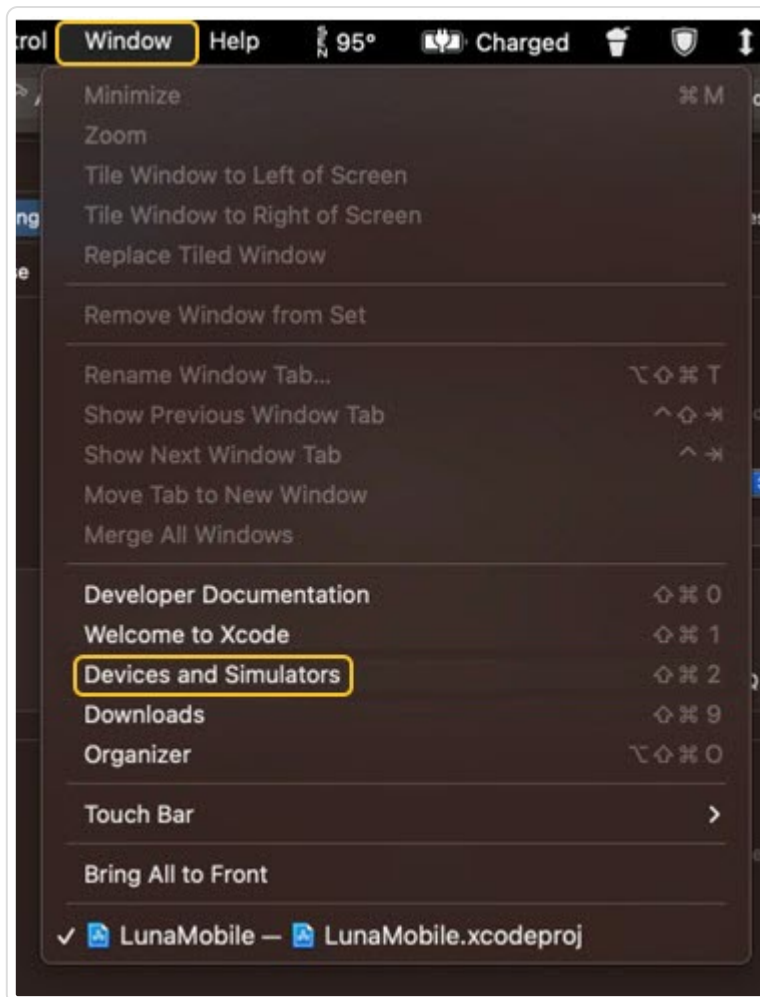 trol Window Help SEN 95° Charged
Minimize ⌘ M
Zoom
Tile Window to Left of Screen
ng Tile Window to Right of Screen
Replace Tiled Window
se
Remove Window from Set
Rename Window Tab... ⌥⇧⌘ T
Show Previous Window Tab ^⇧⇥
Show Next Window Tab ^⇥
Move Tab to New Window
Merge All Windows
Developer Documentation ⇧⌘ 0
Welcome to Xcode ⇧⌘ 1
Devices and Simulators ⇧⌘ 2
Downloads ⇧⌘ 9
Organizer ⌥⇧⌘ O
Touch Bar >
Bring All to Front
✓ LunaMobile — LunaMobile.xcodeproj